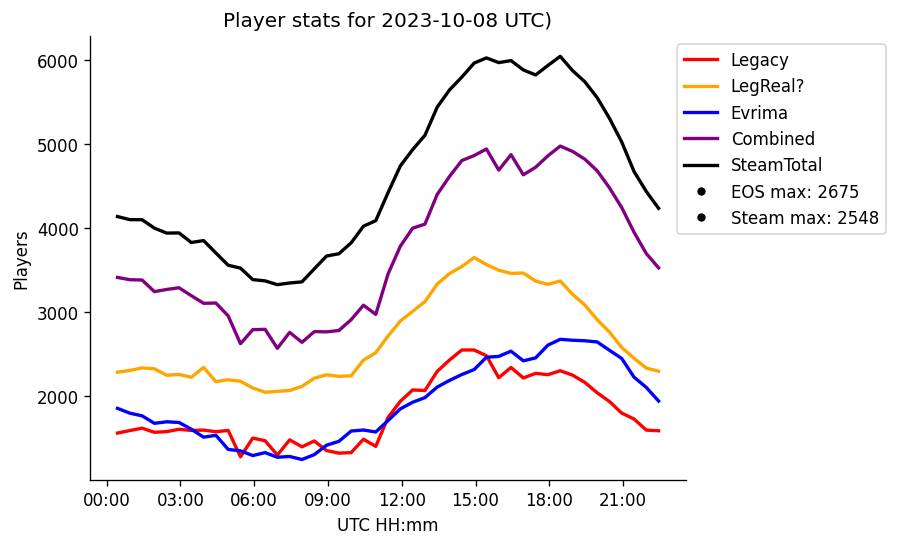 Player stats for 2023-10-08 UTC)
6000
5000
4000
3000
2000
Players
00:00 03:00 06:00 09:00 12:00 15:00 18:00 21:00
UTC HH:mm
Legacy
LegReal?
Evrima
Combined
SteamTotal
EOS max: 2675
Steam max: 2548